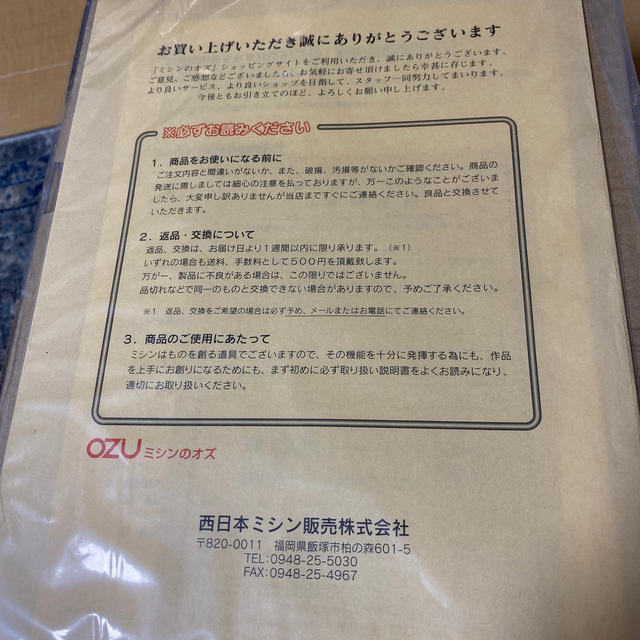 お買い上げいただき誠にありがとうございます
「ミシンのオズ」ショッピングサイトをご利用いただき、誠にありがとうございます。
ご意見、ご感想などございましたら、お気軽にお寄せ頂けましたら幸甚に存じます。
より良いサービス、より良いショップを目指して、スタッフ一同努力してまいります。
今後ともお引き立てのほど、よろしくお願い申し上げます。
※必ずお読みください
1．商品をお使いになる前に
ご注文内容と間違いがないか、また、破損、汚損等がないかご確認ください。商品の
発送に際しましては細心の注意を払っておりますが、万一このようなことがございま
したら、大変申し訳ありませんが当店まですぐにご連絡ください。良品と交換させて
いただきます。
2．返品・交換について
返品、交換は、お届け日より1週間以内に限り承ります。（※1）
いずれの場合も送料、手数料として500円を頂戴致します。
万が一、製品に不良がある場合は、この限りではございません。
品切れなどで同一のものと交換できない場合がありますので、予めご了承ください。
※1　返品、交換をご希望の場合は必ず予め、メールまたはお電話にてご連絡ください。
3．商品のご使用にあたって
ミシンはものを創る道具でございますので、その機能を十分に発揮する為にも、作品
を上手にお創りになるためにも、まず初めに必ず取り扱い説明書をよくお読みになり、
適切にお取り扱いください。
OZU ミシンのオズ
西日本ミシン販売株式会社
〒820-0011　福岡県飯塚市柏の森601-5
TEL:0948-25-5030
FAX:0948-25-4967